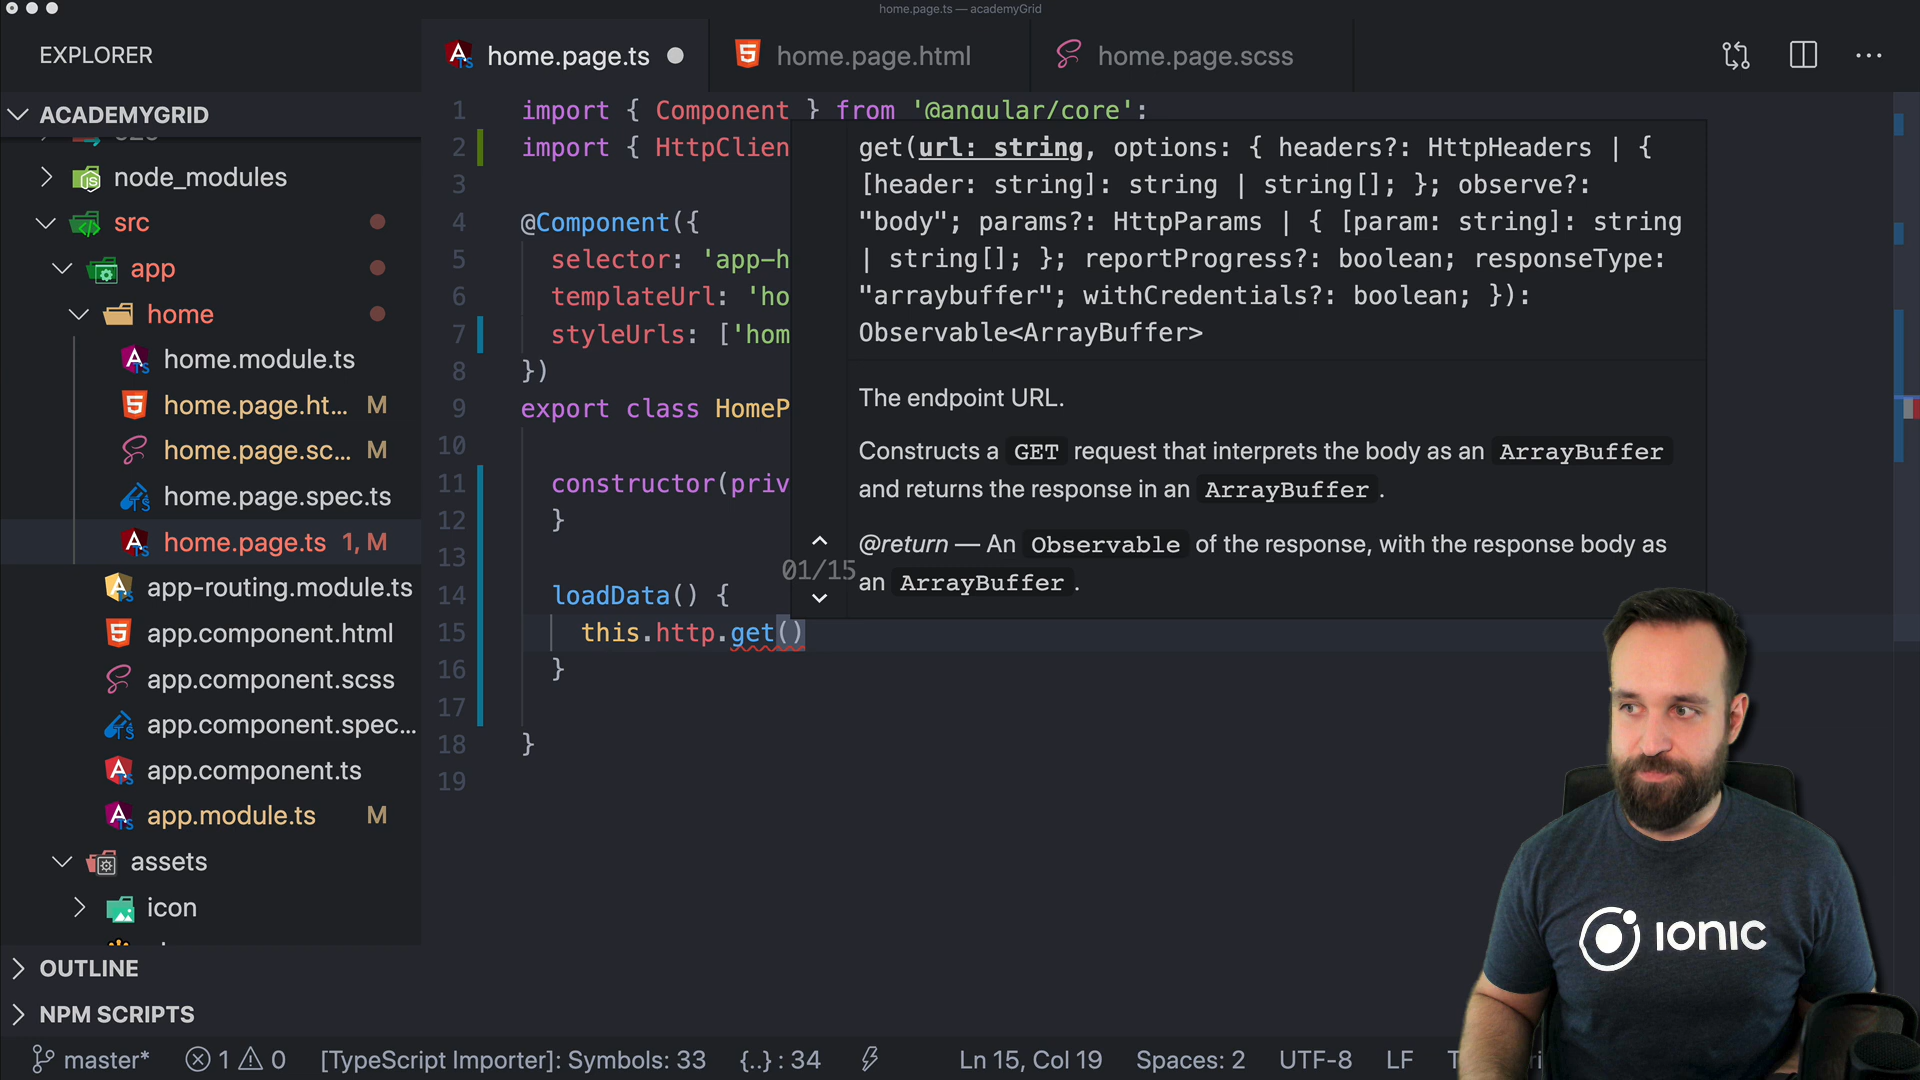 home.page.ts — academyGrid
EXPLORER
home.page.ts
home.page.html
home.page.scss
ACADEMYGRID
node_modules
src
app
home
home.module.ts
home.page.ht... M
home.page.sc... M
home.page.spec.ts
home.page.ts 1, M
app-routing.module.ts
app.component.html
app.component.scss
app.component.spec...
app.component.ts
app.module.ts M
assets
icon
OUTLINE
NPM SCRIPTS
1 import { Component } from '@angular/core';
2 import { HttpClien
3
4 @Component({
5 selector: 'app-h
6 templateUrl: 'ho
7 styleUrls: ['hom
8 })
9 export class HomeP
10
11 constructor(priv
12 }
13
14 loadData() {
15 this.http.get()
16 }
17
18 }
19
get(url: string, options: { headers?: HttpHeaders | {
[header: string]: string | string[]; }; observe?:
"body"; params?: HttpParams | { [param: string]: string
| string[]; }; reportProgress?: boolean; responseType:
"arraybuffer"; withCredentials?: boolean; }):
Observable<ArrayBuffer>
The endpoint URL.
Constructs a GET request that interprets the body as an ArrayBuffer
and returns the response in an ArrayBuffer.
@return — An Observable of the response, with the response body as
an ArrayBuffer.
01/15
IONIC
master* 1 0 [TypeScript Importer]: Symbols: 33 {..} : 34 Ln 15, Col 19 Spaces: 2 UTF-8 LF